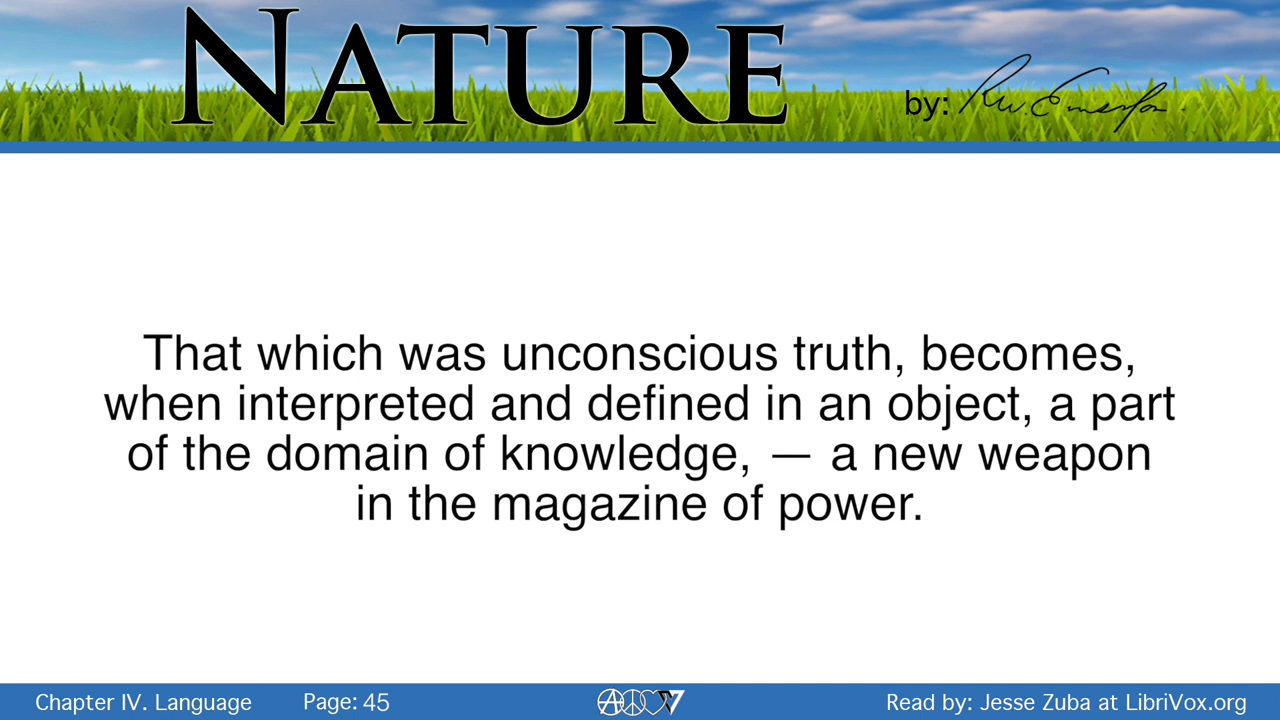 NATURE
by: R.W. Emerson.
That which was unconscious truth, becomes,
when interpreted and defined in an object, a part
of the domain of knowledge, — a new weapon
in the magazine of power.
Chapter IV. Language Page: 45
Read by: Jesse Zuba at LibriVox.org